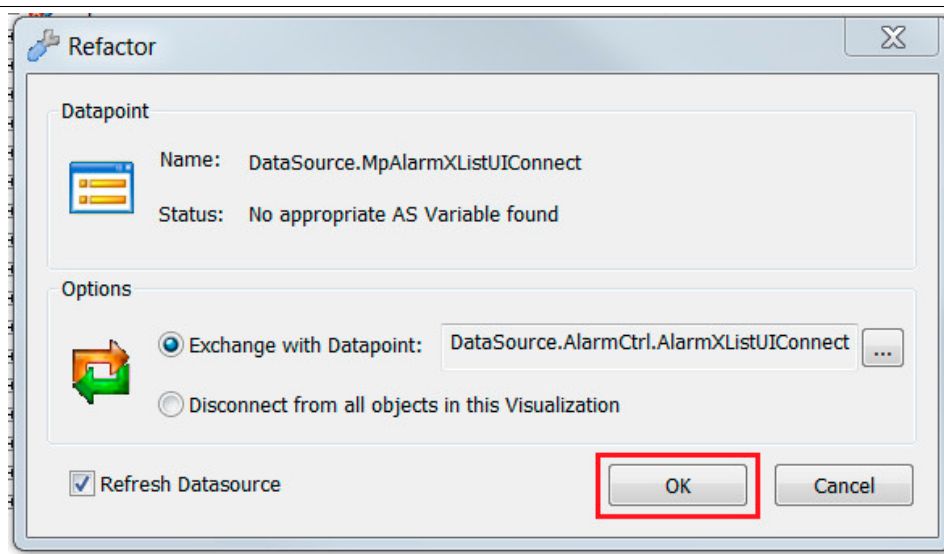 Refactor
Datapoint
Name: DataSource.MpAlarmXListUIConnect
Status: No appropriate AS Variable found
Options
Exchange with Datapoint: DataSource.AlarmCtrl.AlarmXListUIConnect ...
Disconnect from all objects in this Visualization
Refresh Datasource OK Cancel